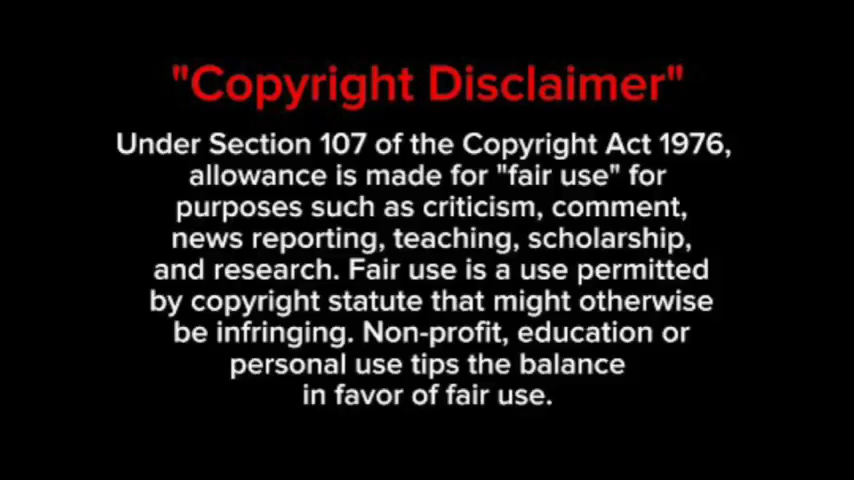 "Copyright Disclaimer"
Under Section 107 of the Copyright Act 1976,
allowance is made for "fair use" for
purposes such as criticism, comment,
news reporting, teaching, scholarship,
and research. Fair use is a use permitted
by copyright statute that might otherwise
be infringing. Non-profit, education or
personal use tips the balance
in favor of fair use.